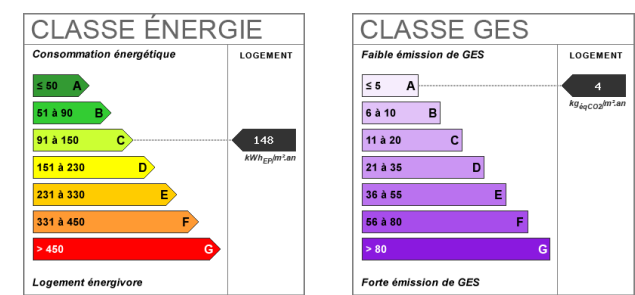 CLASSE ÉNERGIE
Consommation énergétique
LOGEMENT
≤ 50 A
51 à 90 B
91 à 150 C
148
kWhEP/m².an
151 à 230 D
231 à 330 E
331 à 450 F
> 450 G
Logement énergivore
CLASSE GES
Faible émission de GES
LOGEMENT
≤ 5 A
4
kgéqCO2/m².an
6 à 10 B
11 à 20 C
21 à 35 D
36 à 55 E
56 à 80 F
> 80 G
Forte émission de GES